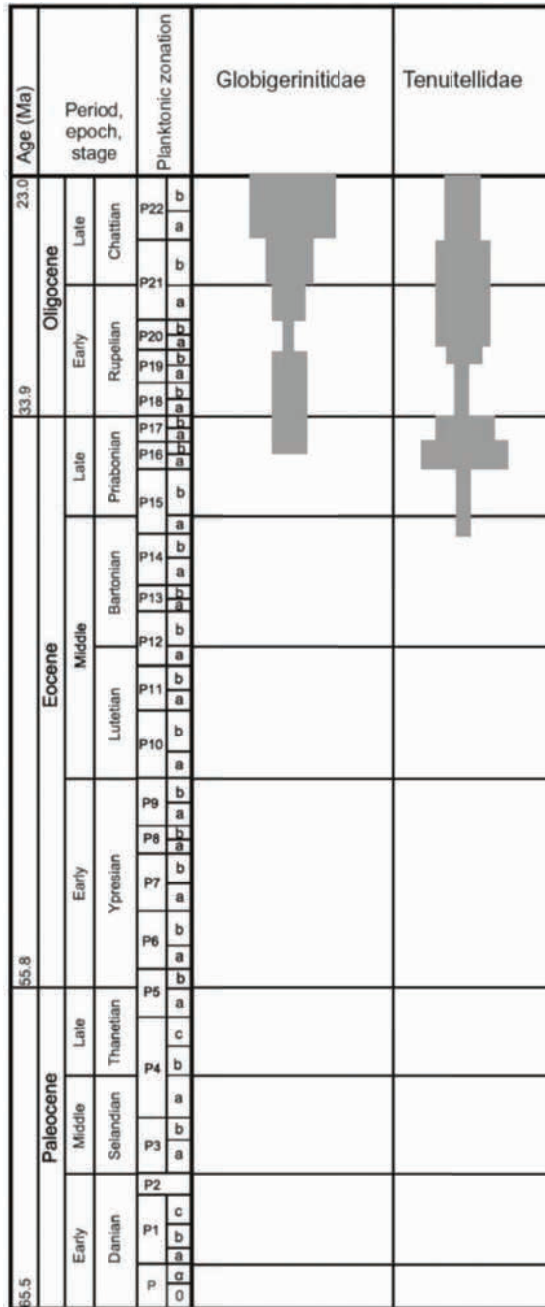 Age (Ma)
Period,
epoch,
stage
Planktonic zonation
Globigerinitidae
Tenuitellidae
23.0
33.9
55.8
65.5
Oligocene
Eocene
Paleocene
Late
Early
Late
Middle
Early
Late
Middle
Early
Chattian
Rupelian
Priabonian
Bartonian
Lutetian
Ypresian
Thanetian
Selandian
Danian
P22
b
a
P21
b
a
P20
b
a
P19
b
a
P18
b
a
P17
b
a
P16
b
a
P15
b
a
P14
b
a
P13
b
a
P12
b
a
P11
b
a
P10
b
a
P9
b
a
P8
b
a
P7
b
a
P6
b
a
P5
b
a
P4
c
b
a
P3
b
a
P2
P1
c
b
a
P
α
0